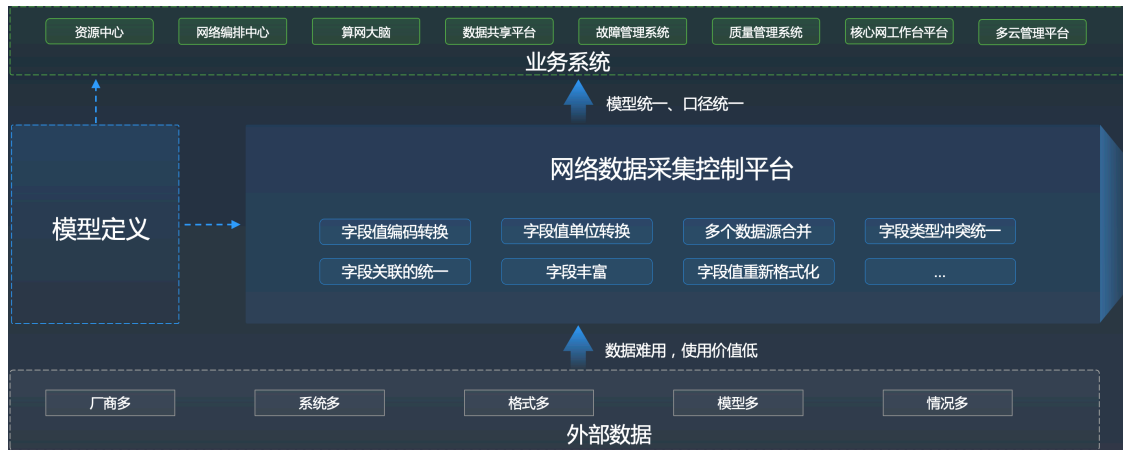 资源中心
网络编排中心
算网大脑
数据共享平台
故障管理系统
质量管理系统
核心网工作台平台
多云管理平台
业务系统
模型统一、口径统一
模型定义
网络数据采集控制平台
字段值编码转换
字段值单位转换
多个数据源合并
字段类型冲突统一
字段关联的统一
字段丰富
字段值重新格式化
...
数据难用，使用价值低
厂商多
系统多
格式多
模型多
情况多
外部数据